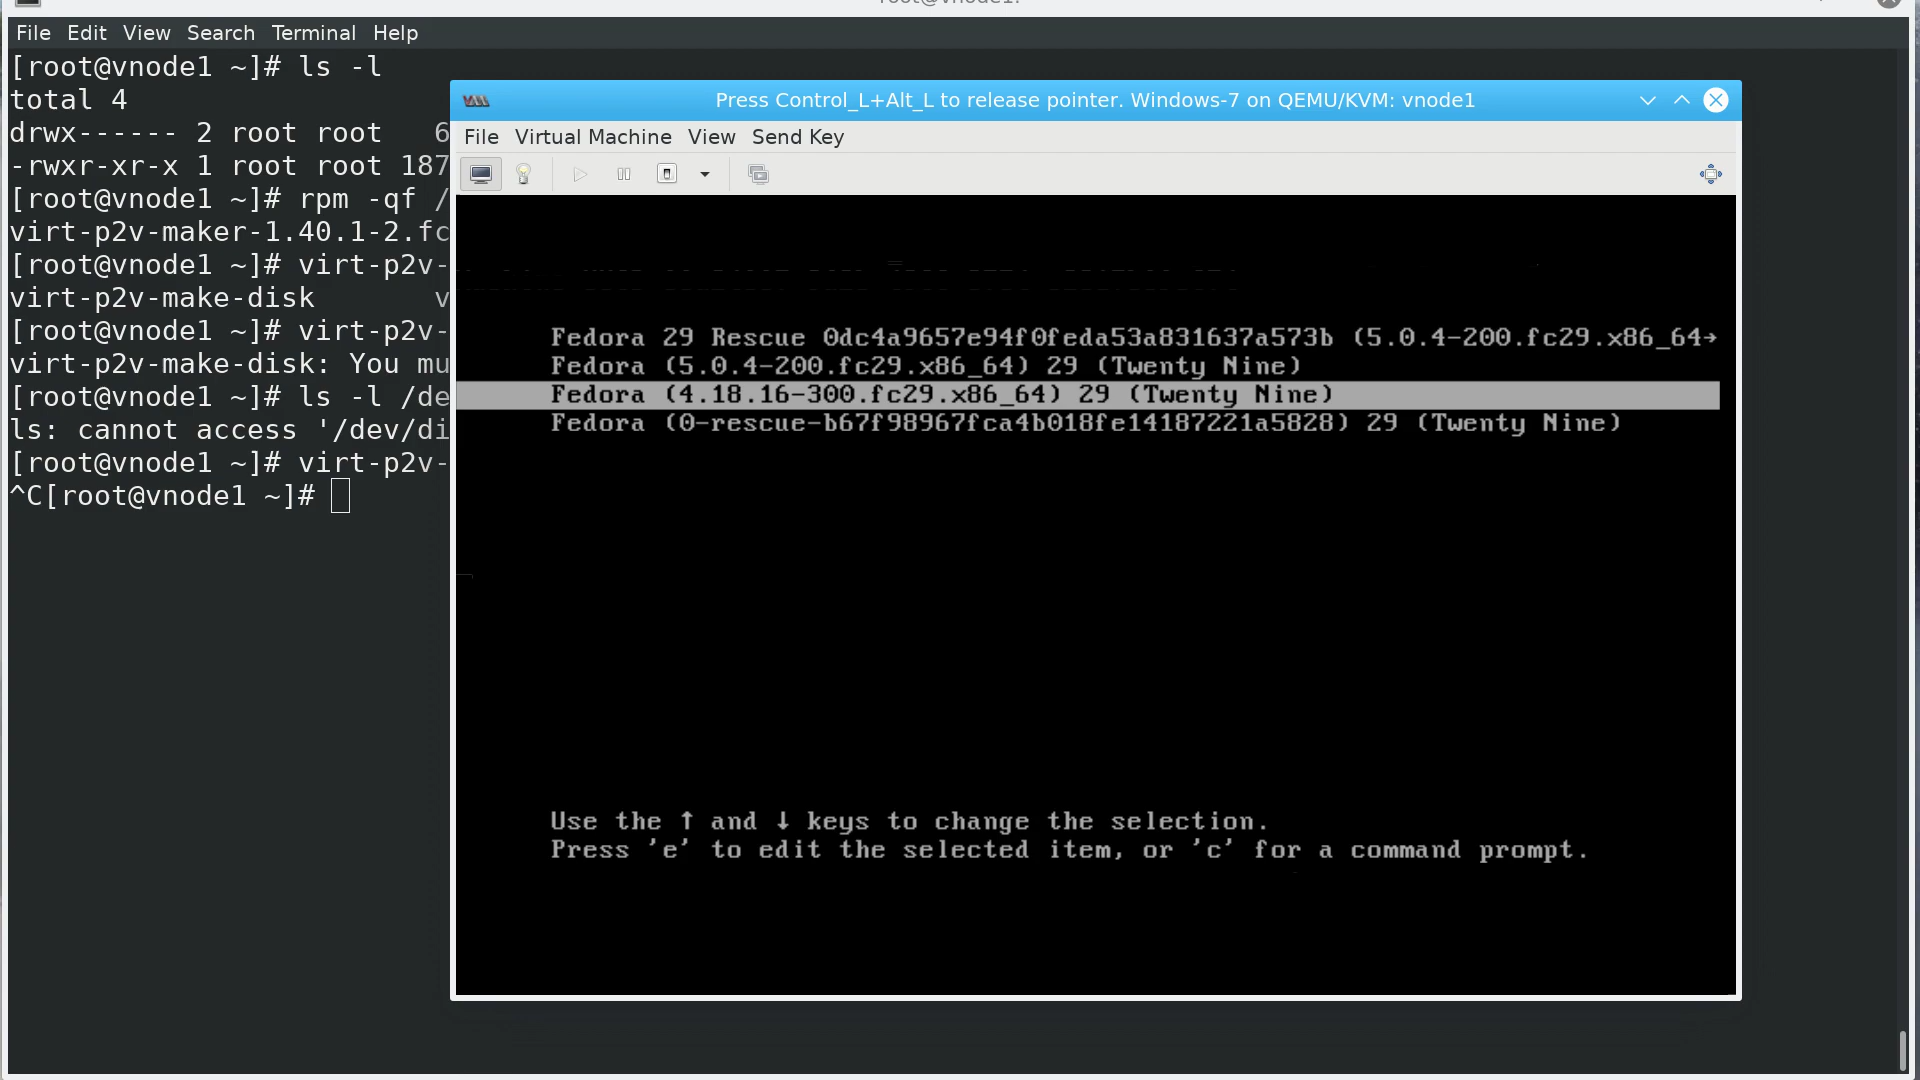 root@vnode1:
File Edit View Search Terminal Help
[root@vnode1 ~]# ls -l
total 4
drwx------ 2 root root 6
-rwxr-xr-x 1 root root 187
[root@vnode1 ~]# rpm -qf /
virt-p2v-maker-1.40.1-2.fc
[root@vnode1 ~]# virt-p2v-
virt-p2v-make-disk v
[root@vnode1 ~]# virt-p2v-
virt-p2v-make-disk: You mu
[root@vnode1 ~]# ls -l /de
ls: cannot access '/dev/di
[root@vnode1 ~]# virt-p2v-
^C[root@vnode1 ~]#
Press Control_L+Alt_L to release pointer. Windows-7 on QEMU/KVM: vnode1
File Virtual Machine View Send Key
Fedora 29 Rescue 0dc4a9657e94f0feda53a831637a573b (5.0.4-200.fc29.x86_64→
Fedora (5.0.4-200.fc29.x86_64) 29 (Twenty Nine)
Fedora (4.18.16-300.fc29.x86_64) 29 (Twenty Nine)
Fedora (0-rescue-b67f98967fca4b018fe14187221a5828) 29 (Twenty Nine)
Use the ↑ and ↓ keys to change the selection.
Press 'e' to edit the selected item, or 'c' for a command prompt.